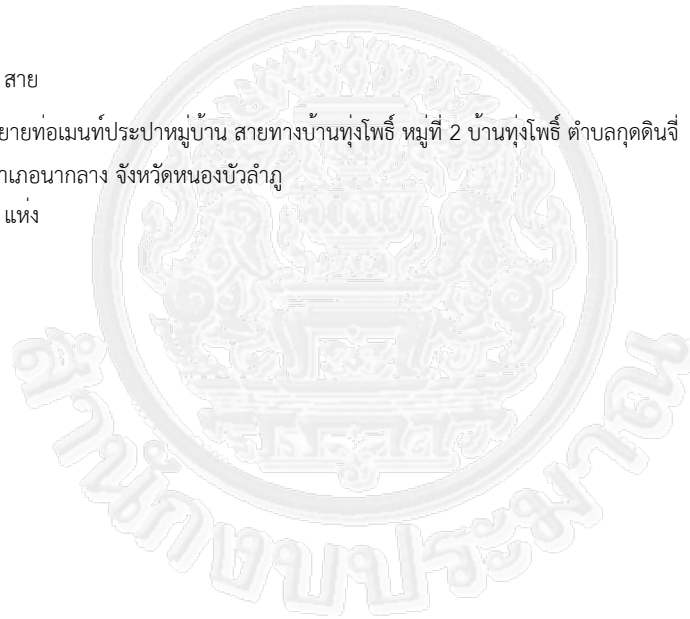 สาย
ยายท่อเมนท์ประปาหมู่บ้าน สายทางบ้านทุ่งโพธิ์ หมู่ที่ 2 บ้านทุ่งโพธิ์ ตำบลกุดดินจี่
าเภอนากลาง จังหวัดหนองบัวลำภู
แห่ง
สำนักงบประมาณ